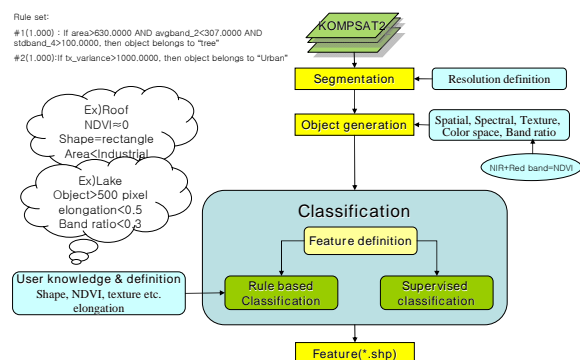 Rule set:
#1(1.000) : If area>630.0000 AND avgband_2<307.0000 AND
stdband_4>100.0000, then object belongs to "tree"
#2(1.000):If tx_variance>1000.0000, then object belongs to "Urban"
KOMPSAT2
Segmentation
Resolution definition
Object generation
Spatial, Spectral, Texture,
Color space, Band ratio
NIR+Red band=NDVI
Ex)Roof
NDVI≈0
Shape=rectangle
Area<Industrial
Ex)Lake
Object>500 pixel
elongation<0.5
Band ratio<0.3
Classification
Feature definition
User knowledge & definition
Shape, NDVI, texture etc.
elongation
Rule based
Classification
Supervised
classification
Feature(*.shp)